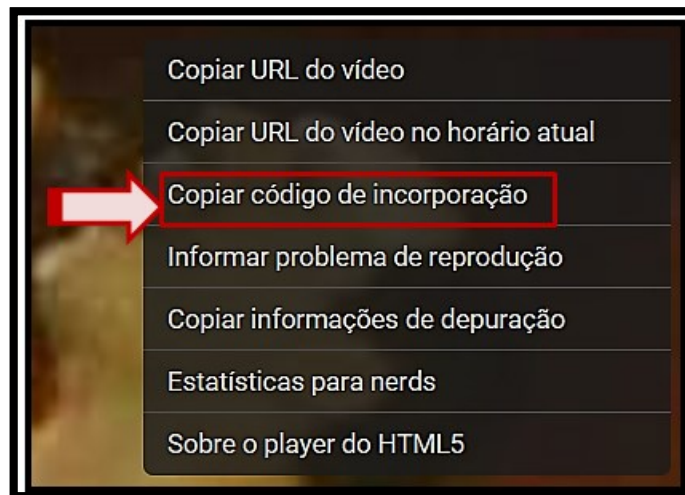 Copiar URL do vídeo
Copiar URL do vídeo no horário atual
Copiar código de incorporação
Informar problema de reprodução
Copiar informações de depuração
Estatísticas para nerds
Sobre o player do HTML5